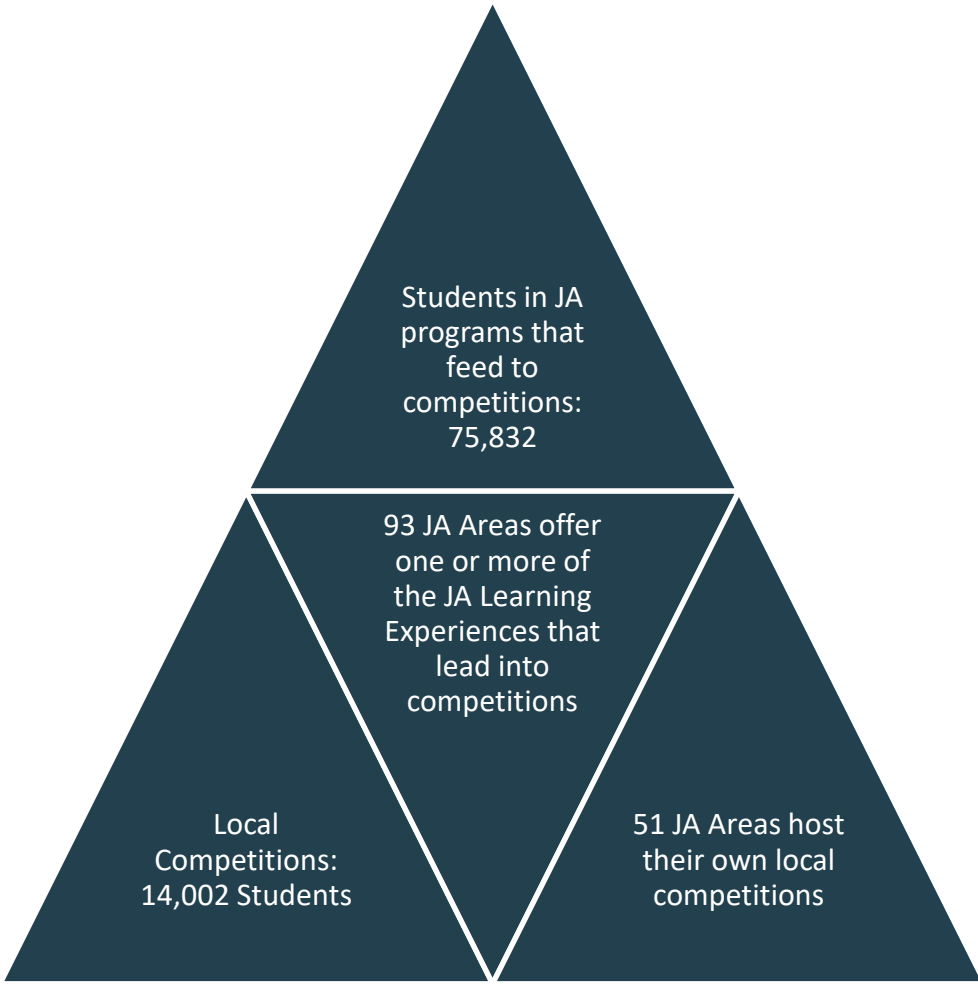 Students in JA
programs that
feed to
competitions:
75,832
93 JA Areas offer
one or more of
the JA Learning
Experiences that
lead into
competitions
Local
Competitions:
14,002 Students
51 JA Areas host
their own local
competitions